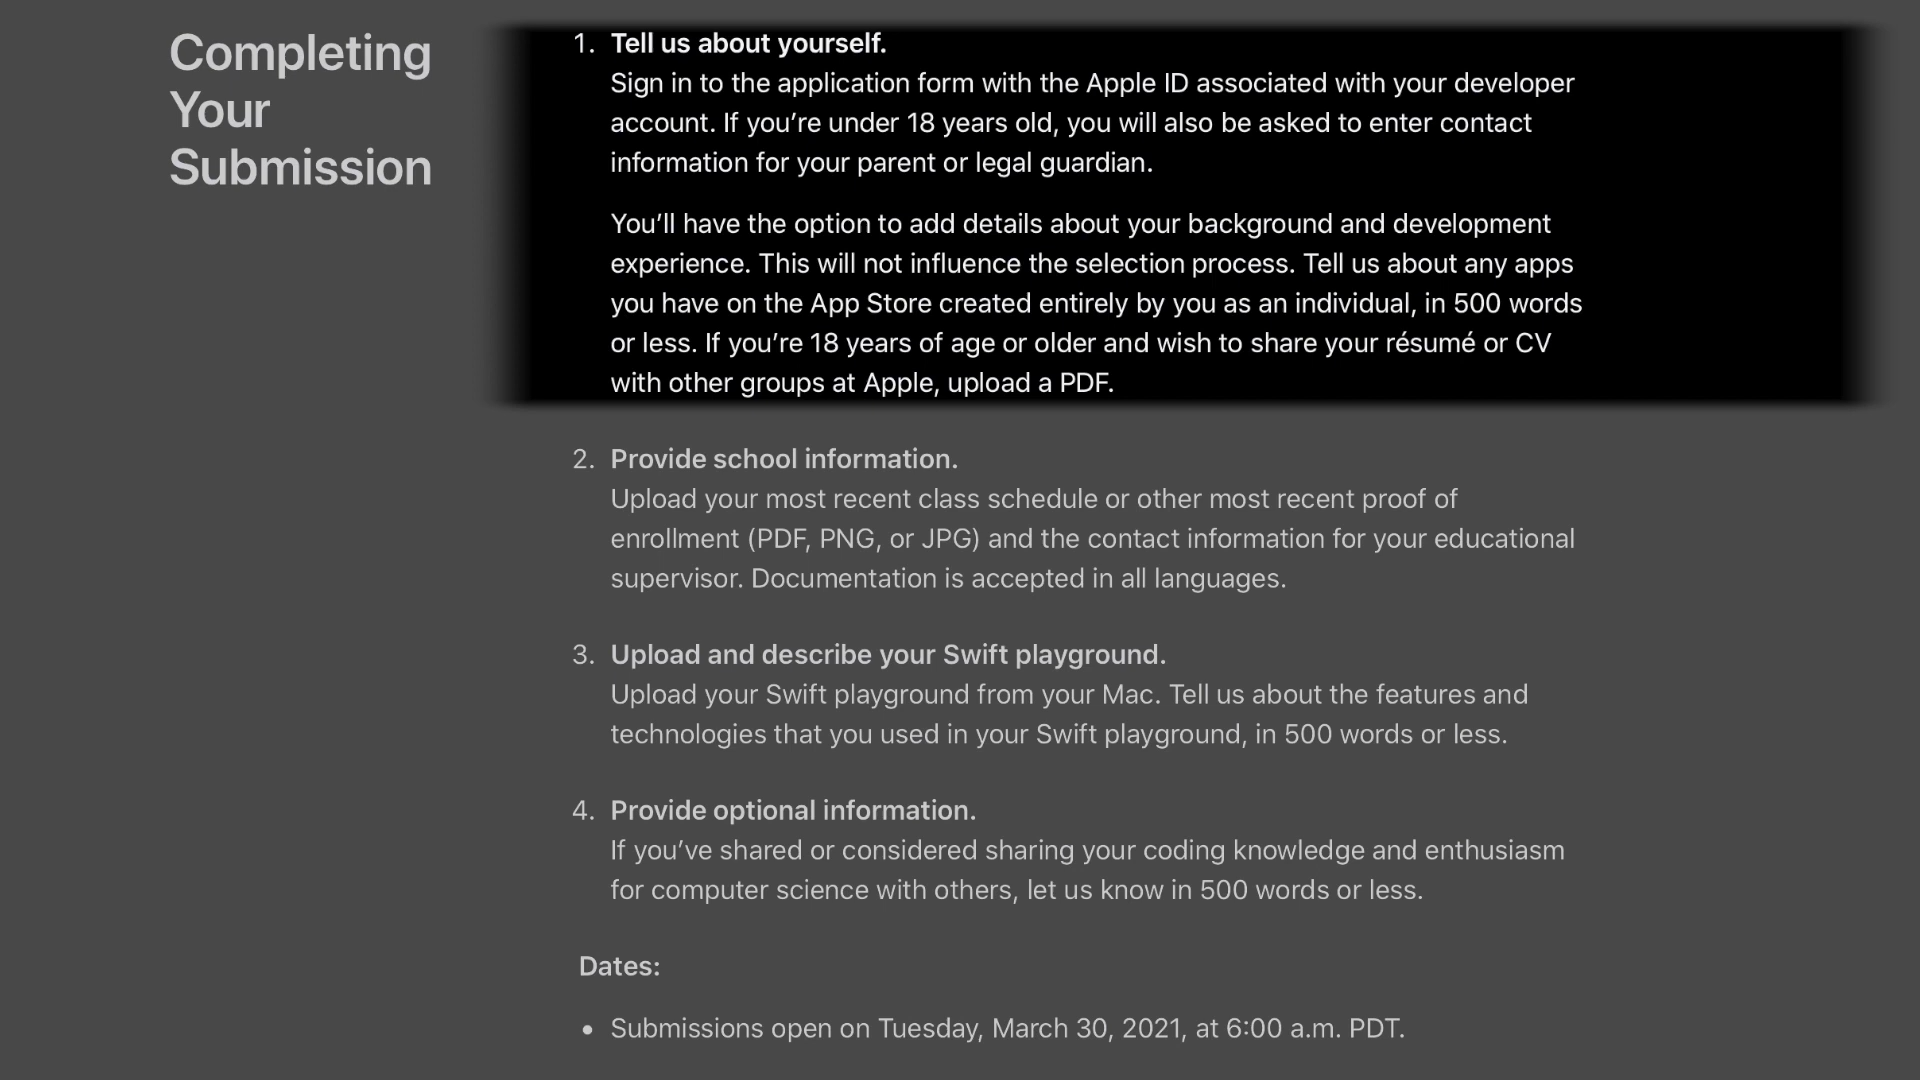 Completing
Your
Submission
1. Tell us about yourself.
Sign in to the application form with the Apple ID associated with your developer
account. If you’re under 18 years old, you will also be asked to enter contact
information for your parent or legal guardian.
You’ll have the option to add details about your background and development
experience. This will not influence the selection process. Tell us about any apps
you have on the App Store created entirely by you as an individual, in 500 words
or less. If you’re 18 years of age or older and wish to share your résumé or CV
with other groups at Apple, upload a PDF.
2. Provide school information.
Upload your most recent class schedule or other most recent proof of
enrollment (PDF, PNG, or JPG) and the contact information for your educational
supervisor. Documentation is accepted in all languages.
3. Upload and describe your Swift playground.
Upload your Swift playground from your Mac. Tell us about the features and
technologies that you used in your Swift playground, in 500 words or less.
4. Provide optional information.
If you’ve shared or considered sharing your coding knowledge and enthusiasm
for computer science with others, let us know in 500 words or less.
Dates:
• Submissions open on Tuesday, March 30, 2021, at 6:00 a.m. PDT.